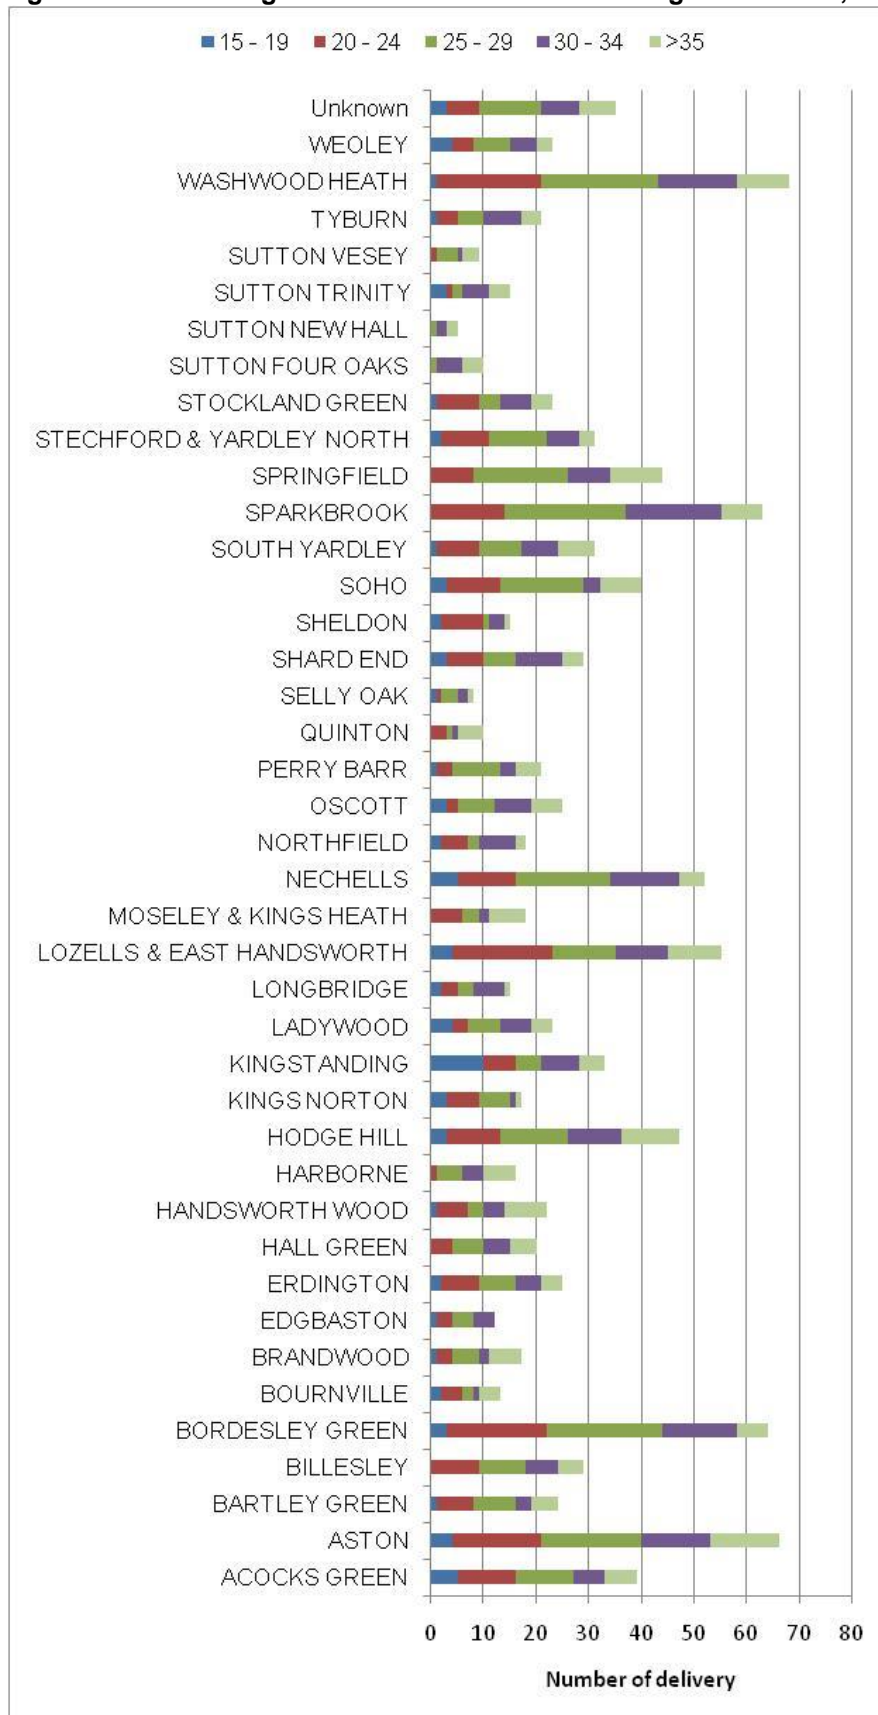 15 - 19 20 - 24 25 - 29 30 - 34 >35
Unknown
WEOLEY
WASHWOOD HEATH
TYBURN
SUTTON VESEY
SUTTON TRINITY
SUTTON NEW HALL
SUTTON FOUR OAKS
STOCKLAND GREEN
STECHFORD & YARDLEY NORTH
SPRINGFIELD
SPARKBROOK
SOUTH YARDLEY
SOHO
SHELDON
SHARD END
SELLY OAK
QUINTON
PERRY BARR
OSCOTT
NORTHFIELD
NECHELLS
MOSELEY & KINGS HEATH
LOZELLS & EAST HANDSWORTH
LONGBRIDGE
LADYWOOD
KINGSTANDING
KINGS NORTON
HODGE HILL
HARBORNE
HANDSWORTH WOOD
HALL GREEN
ERDINGTON
EDGBASTON
BRANDWOOD
BOURNVILLE
BORDESLEY GREEN
BILLESLEY
BARTLEY GREEN
ASTON
ACOCKS GREEN
0 10 20 30 40 50 60 70 80
Number of delivery